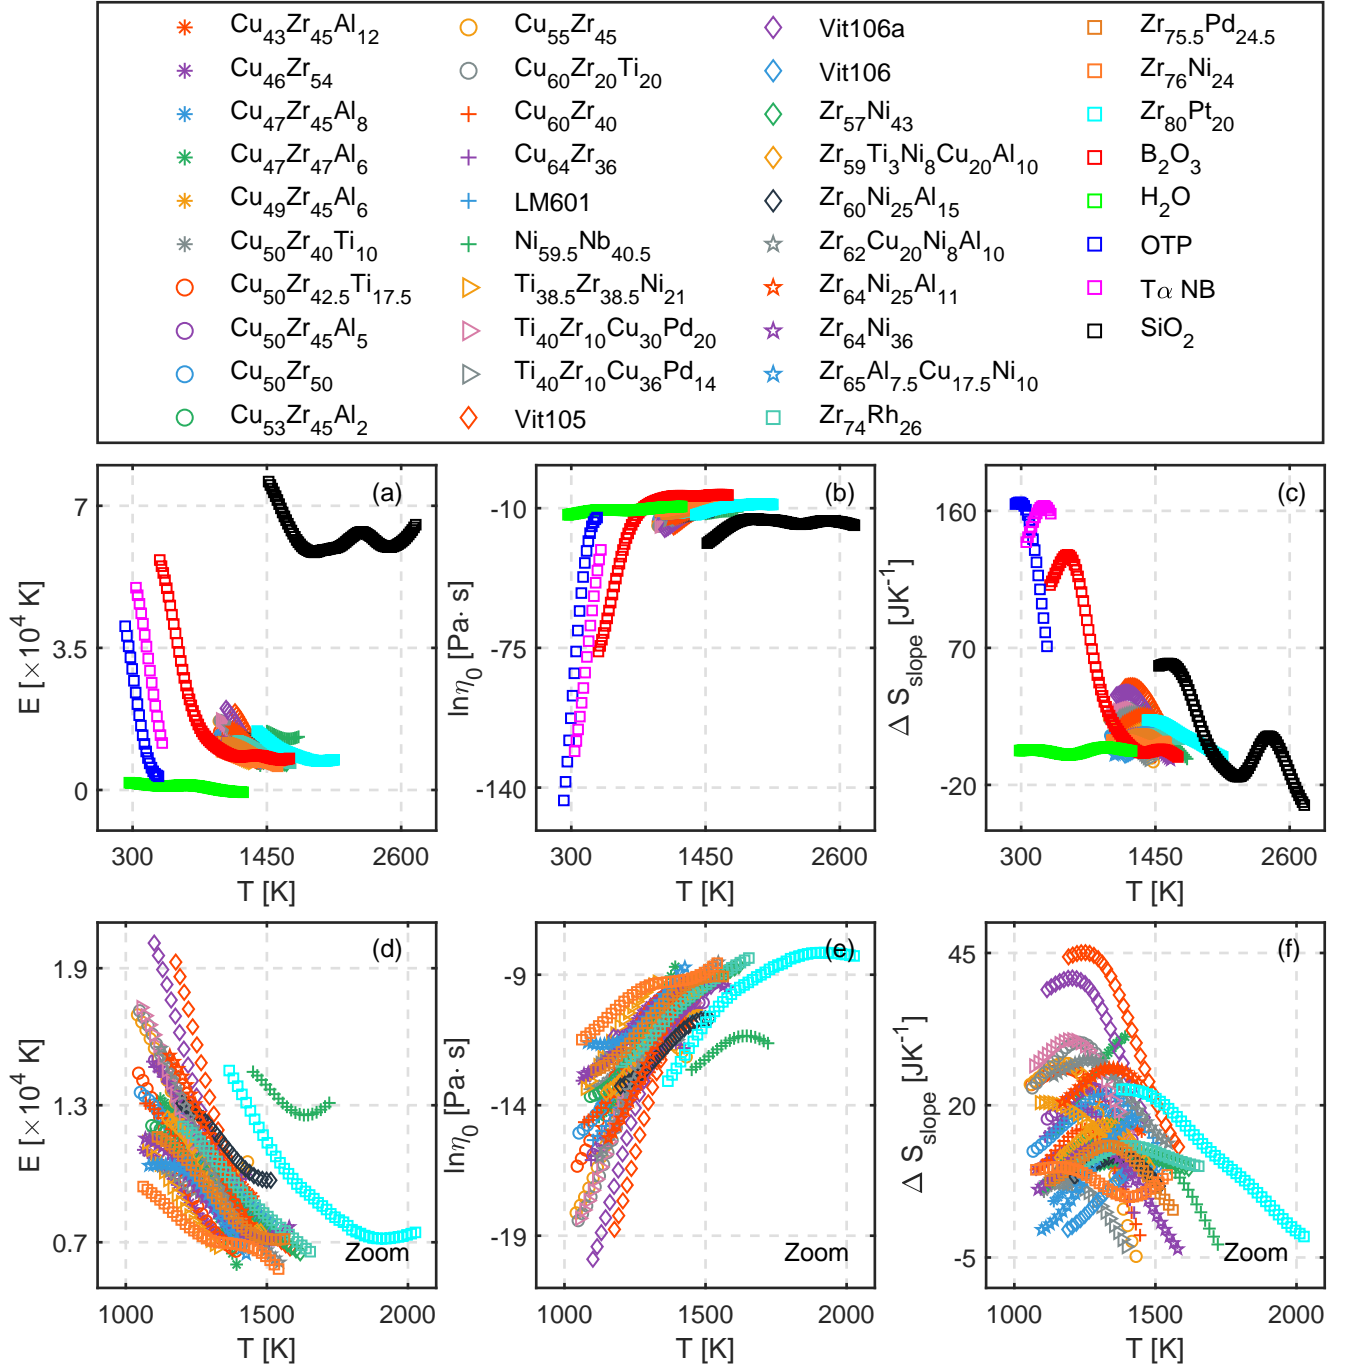 Cu43Zr45Al12 Cu55Zr45 Vit106a Zr75.5Pd24.5
Cu46Zr54 Cu60Zr20Ti20 Vit106 Zr76Ni24
Cu47Zr45Al8 Cu60Zr40 Zr57Ni43 Zr80Pt20
Cu47Zr47Al6 Cu64Zr36 Zr59Ti3Ni8Cu20Al10 B2O3
Cu49Zr45Al6 LM601 Zr60Ni25Al15 H2O
Cu50Zr40Ti10 Ni59.5Nb40.5 Zr62Cu20Ni8Al10 OTP
Cu50Zr42.5Ti17.5 Ti38.5Zr38.5Ni21 Zr64Ni25Al11 Tα NB
Cu50Zr45Al5 Ti40Zr10Cu30Pd20 Zr64Ni36 SiO2
Cu50Zr50 Ti40Zr10Cu36Pd14 Zr65Al7.5Cu17.5Ni10
Cu53Zr45Al2 Vit105 Zr74Rh26
(a)
E [×10^4 K]
7
3.5
0
300 1450 2600
T [K]
(b)
lnη0 [Pa· s]
-10
-75
-140
300 1450 2600
T [K]
(c)
Δ Sslope [JK^-1]
160
70
-20
300 1450 2600
T [K]
(d)
E [×10^4 K]
1.9
1.3
0.7
Zoom
1000 1500 2000
T [K]
(e)
lnη0 [Pa· s]
-9
-14
-19
Zoom
1000 1500 2000
T [K]
(f)
Δ Sslope [JK^-1]
45
20
-5
Zoom
1000 1500 2000
T [K]